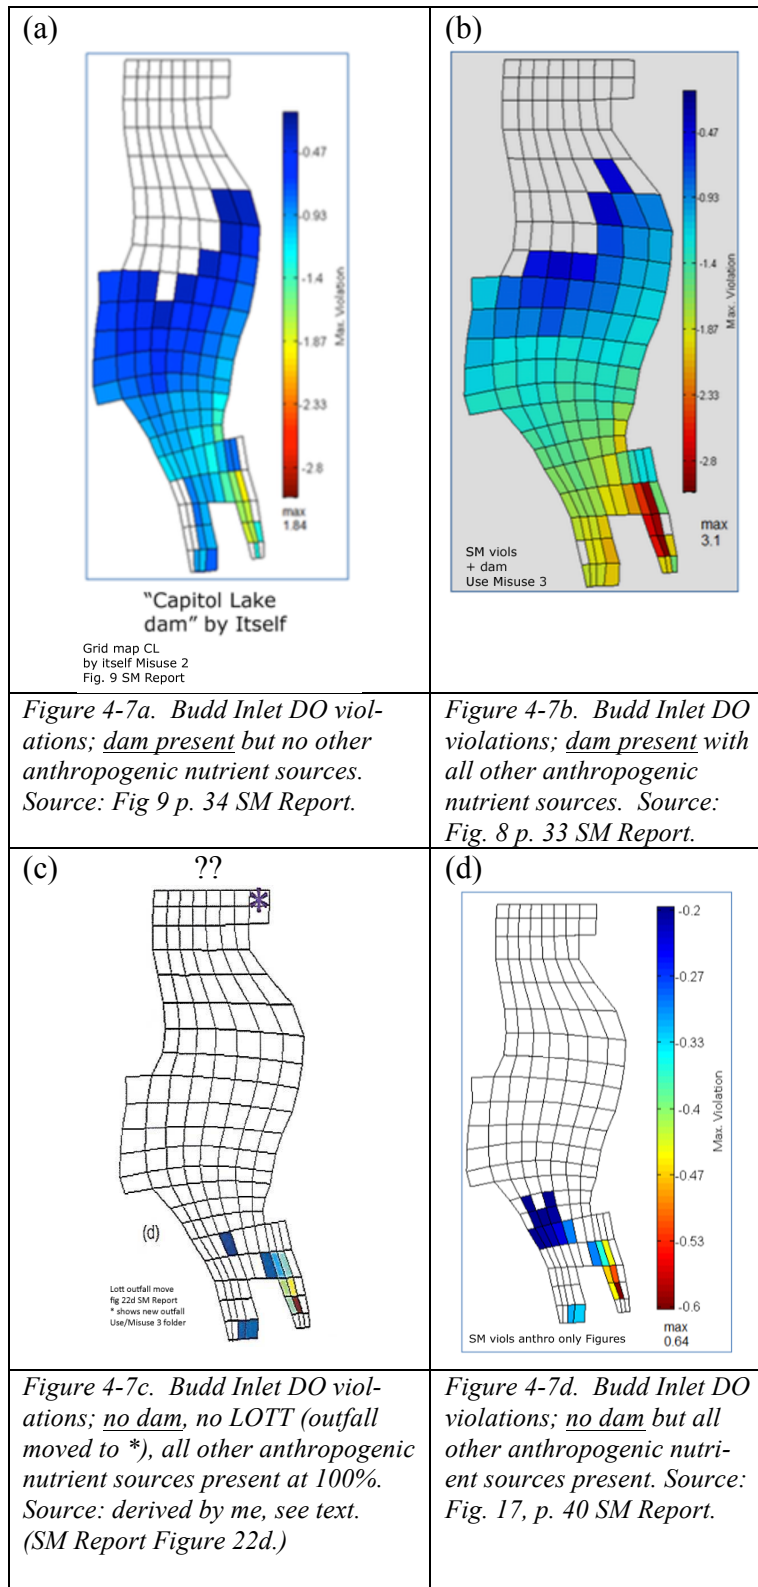 (a)
-0.47
-0.93
-1.4
-1.87
-2.33
-2.8
Max. Violation
max
1.84
"Capitol Lake
dam" by Itself
Grid map CL
by itself Misuse 2
Fig. 9 SM Report
(b)
-0.47
-0.93
-1.4
-1.87
-2.33
-2.8
Max. Violation
max
3.1
SM viols
+ dam
Use Misuse 3
Figure 4-7a. Budd Inlet DO viol-
ations; dam present but no other
anthropogenic nutrient sources.
Source: Fig 9 p. 34 SM Report.
Figure 4-7b. Budd Inlet DO
violations; dam present with
all other anthropogenic
nutrient sources. Source:
Fig. 8 p. 33 SM Report.
(c)
??
*
(d)
Lott outfall move
fig 22d SM Report
* shows new outfall
Use/Misuse 3 folder
(d)
-0.2
-0.27
-0.33
-0.4
-0.47
-0.53
-0.6
Max. Violation
max
0.64
SM viols anthro only Figures
Figure 4-7c. Budd Inlet DO viol-
ations; no dam, no LOTT (outfall
moved to *), all other anthropogenic
nutrient sources present at 100%.
Source: derived by me, see text.
(SM Report Figure 22d.)
Figure 4-7d. Budd Inlet DO
violations; no dam but all
other anthropogenic nutri-
ent sources present. Source:
Fig. 17, p. 40 SM Report.